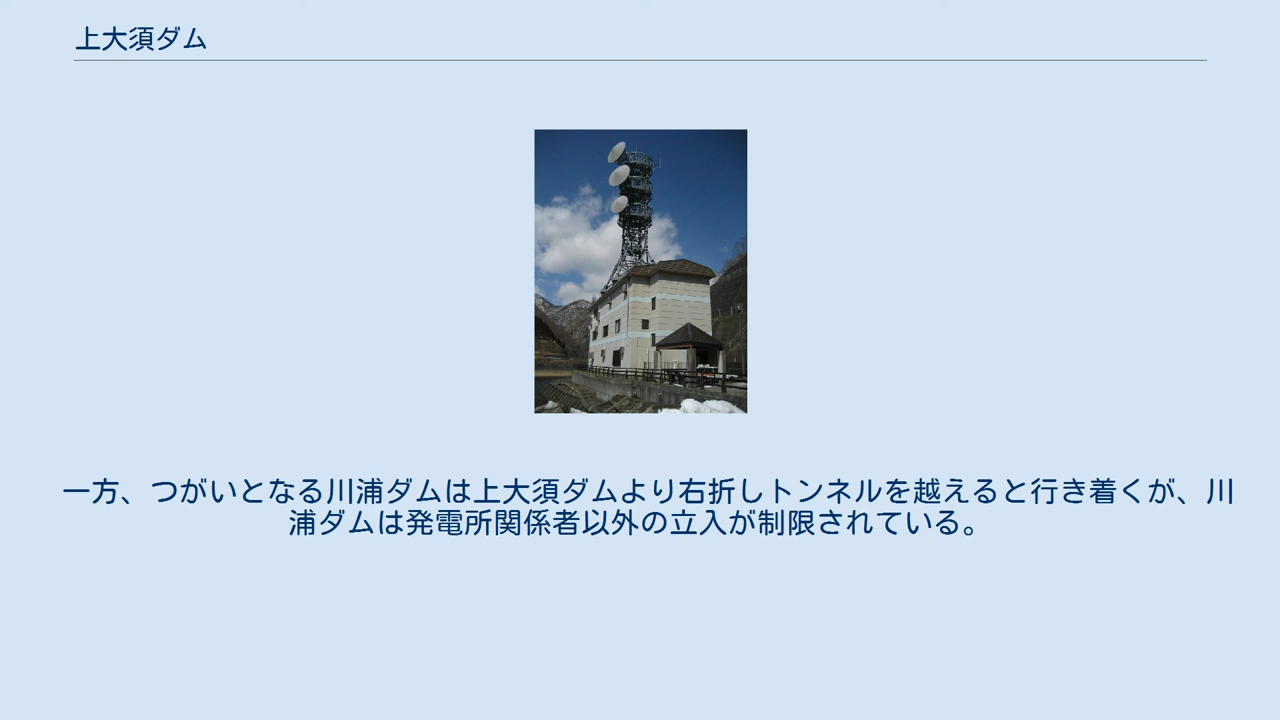 上大須ダム
一方、つがいとなる川浦ダムは上大須ダムより右折しトンネルを越えると行き着くが、川
浦ダムは発電所関係者以外の立入が制限されている。